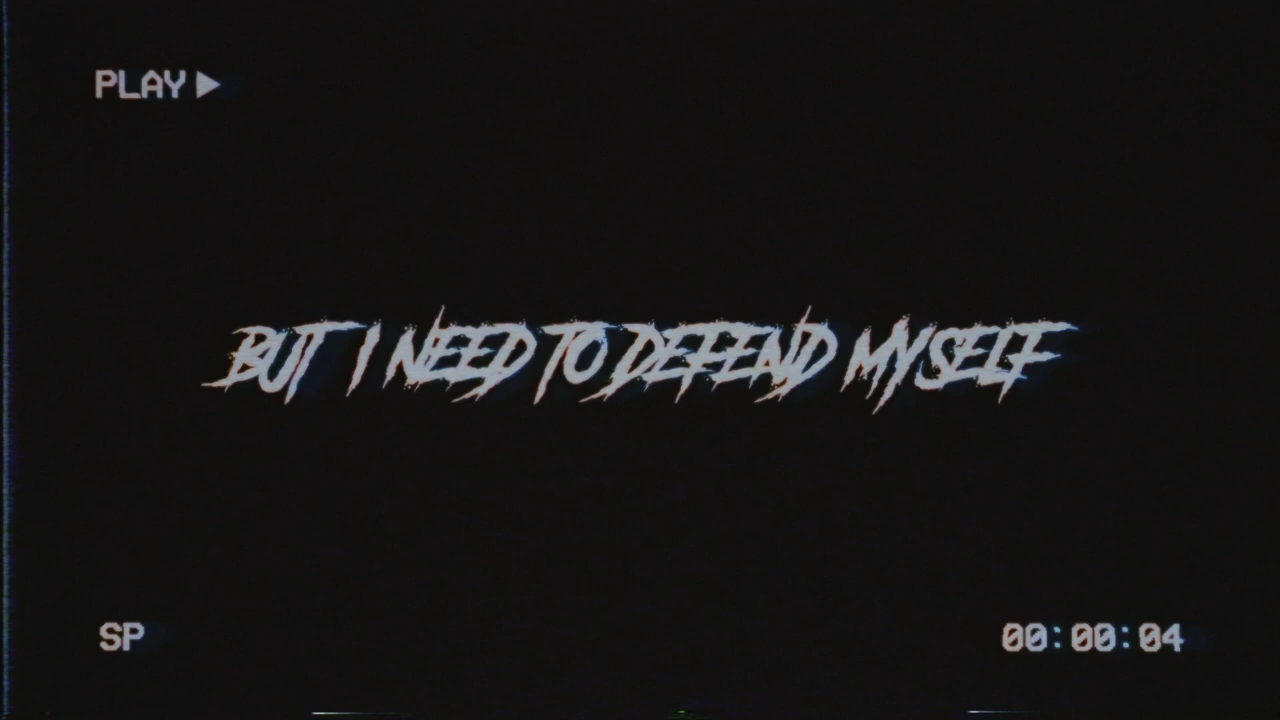 PLAY ▶
BUT I NEED TO DEFEND MYSELF
SP
00:00:04